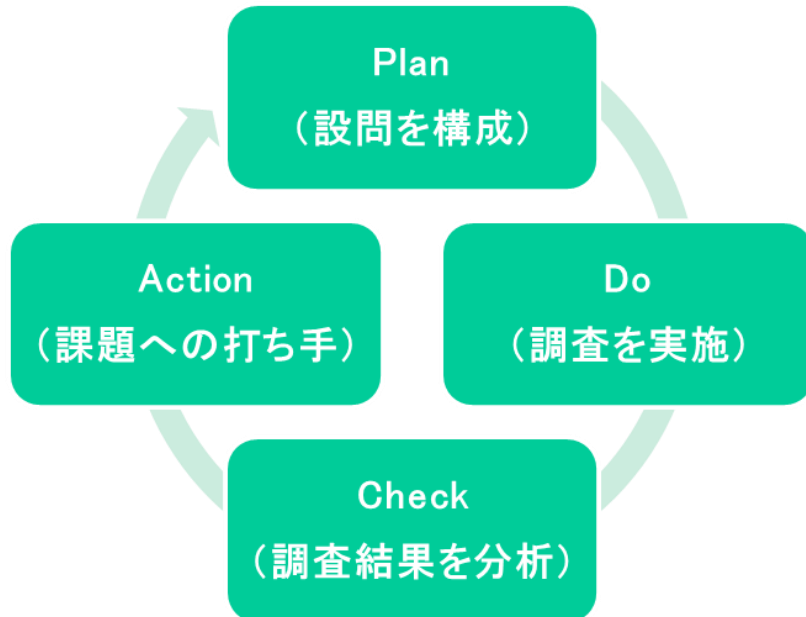 Plan
（設問を構成）
Do
（調査を実施）
Check
（調査結果を分析）
Action
（課題への打ち手）